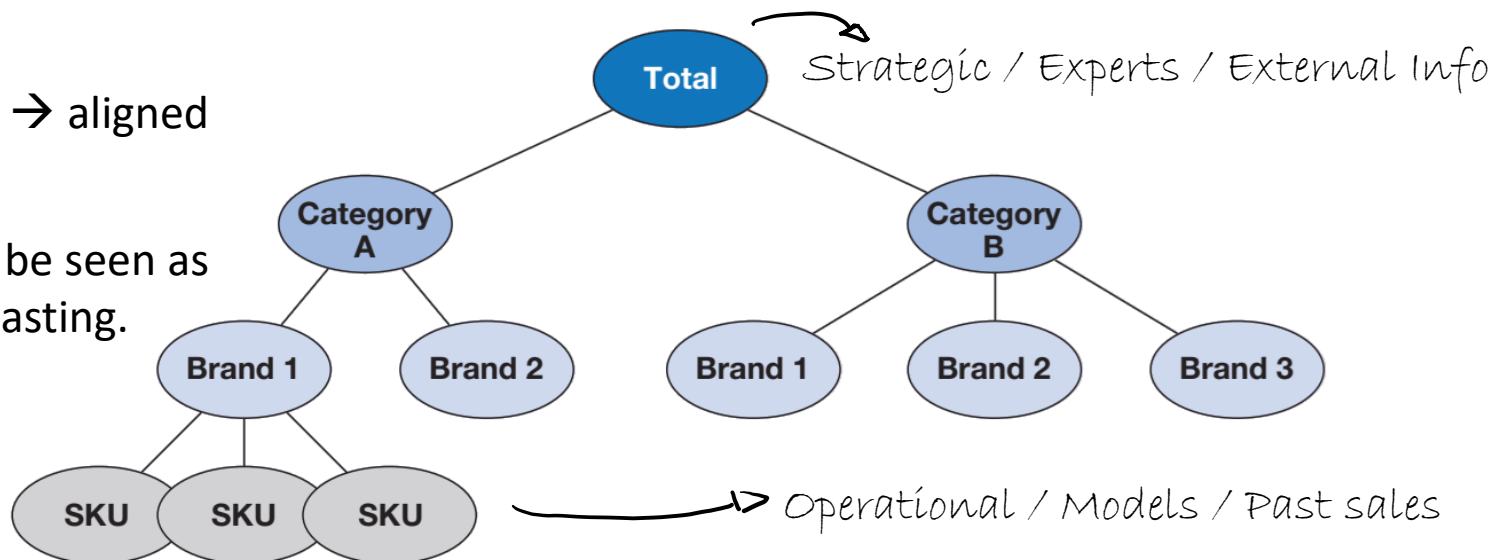 Strategic / Experts / External Info
Total
→ aligned
Category
A
Category
B
be seen as
asting.
Brand 1
Brand 2
Brand 1
Brand 2
Brand 3
SKU
SKU
SKU
Operational / Models / Past sales